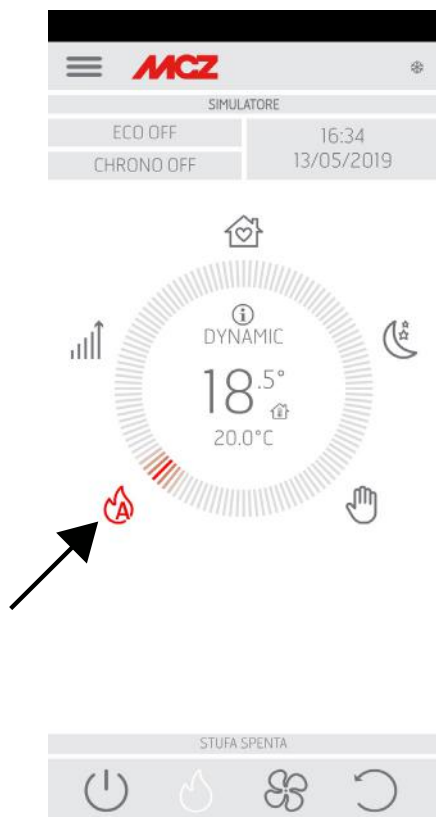 MCZ
SIMULATORE
ECO OFF
16:34
CHRONO OFF
13/05/2019
i
DYNAMIC
18.5°
20.0°C
A
STUFA SPENTA